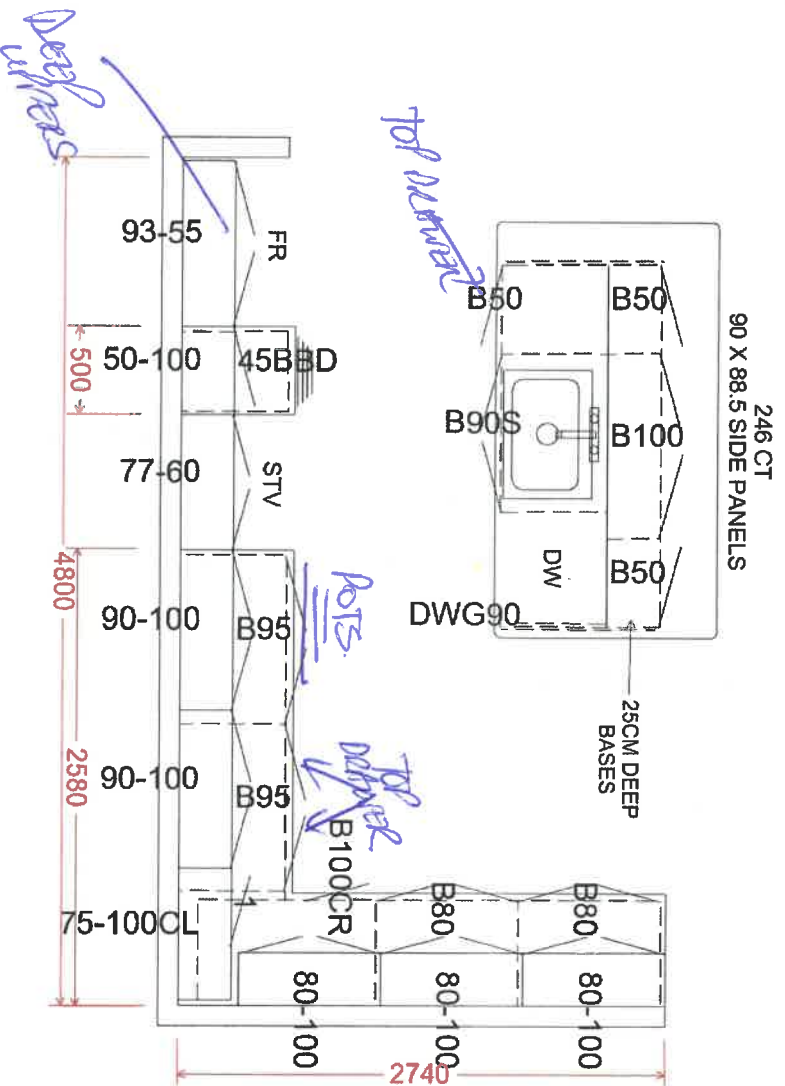 DEEP
UPPERS
TOP DRAWER
246 CT
90 X 88.5 SIDE PANELS
B50
B50
B90S
B100
DW
B50
DWG90
25CM DEEP
BASES
93-55
FR
50-100
45BBD
500
77-60
STV
90-100
B95
POTS
4800
2580
90-100
B95
TOP
DRAWER
75-100CL
1
B100CR
B80
B80
80-100
80-100
80-100
2740